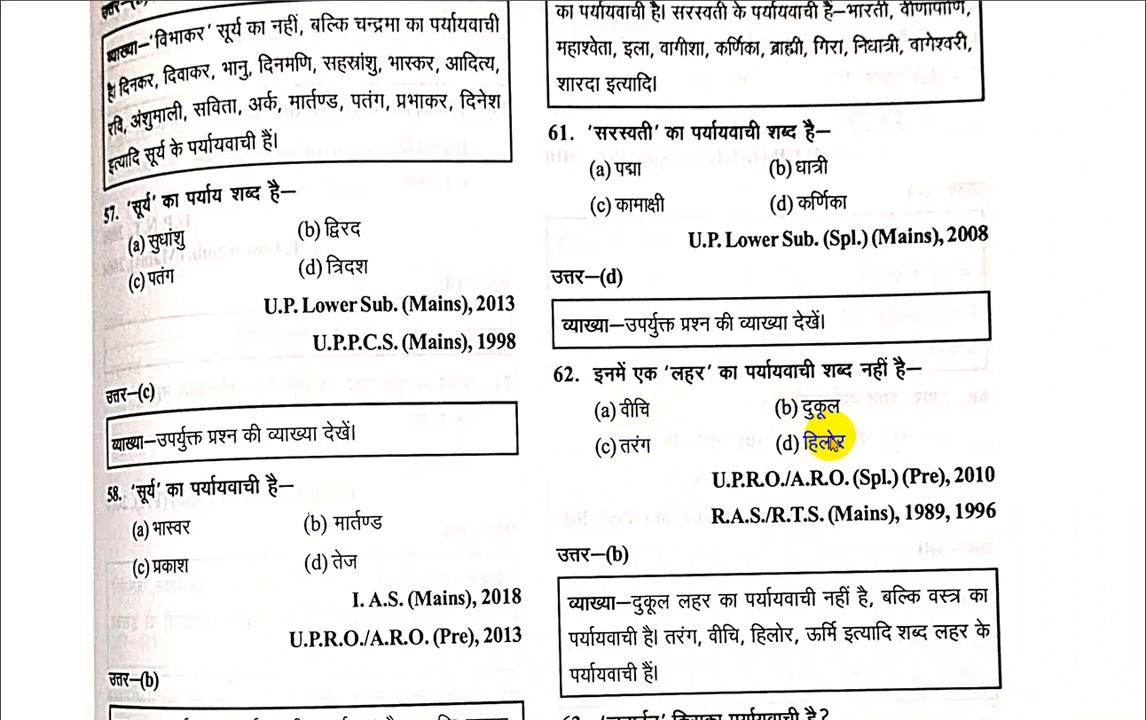 व्याख्या–'विभाकर' सूर्य का नहीं, बल्कि चन्द्रमा का पर्यायवाची
है। दिनकर, दिवाकर, भानु, दिनमणि, सहस्रांशु, भास्कर, आदित्य,
रवि, अंशुमाली, सविता, अर्क, मार्तण्ड, पतंग, प्रभाकर, दिनेश
इत्यादि सूर्य के पर्यायवाची हैं।
57. 'सूर्य' का पर्याय शब्द है–
(a) सुधांशु (b) द्विरद
(c) पतंग (d) त्रिदश
U.P. Lower Sub. (Mains), 2013
U.P.P.C.S. (Mains), 1998
उत्तर–(c)
व्याख्या–उपर्युक्त प्रश्न की व्याख्या देखें।
58. 'सूर्य' का पर्यायवाची है–
(a) भास्वर (b) मार्तण्ड
(c) प्रकाश (d) तेज
I. A.S. (Mains), 2018
U.P.R.O./A.R.O. (Pre), 2013
उत्तर–(b)
का पर्यायवाची है। सरस्वती के पर्यायवाची है–भारती, वीणापाणि,
महाश्वेता, इला, वागीशा, कर्णिका, ब्राह्मी, गिरा, निधात्री, वागेश्वरी,
शारदा इत्यादि।
61. 'सरस्वती' का पर्यायवाची शब्द है–
(a) पद्मा (b) धात्री
(c) कामाक्षी (d) कर्णिका
U.P. Lower Sub. (Spl.) (Mains), 2008
उत्तर–(d)
व्याख्या–उपर्युक्त प्रश्न की व्याख्या देखें।
62. इनमें एक 'लहर' का पर्यायवाची शब्द नहीं है–
(a) वीचि (b) दुकूल
(c) तरंग (d) हिलोर
U.P.R.O./A.R.O. (Spl.) (Pre), 2010
R.A.S./R.T.S. (Mains), 1989, 1996
उत्तर–(b)
व्याख्या–दुकूल लहर का पर्यायवाची नहीं है, बल्कि वस्त्र का
पर्यायवाची है। तरंग, वीचि, हिलोर, ऊर्मि इत्यादि शब्द लहर के
पर्यायवाची हैं।